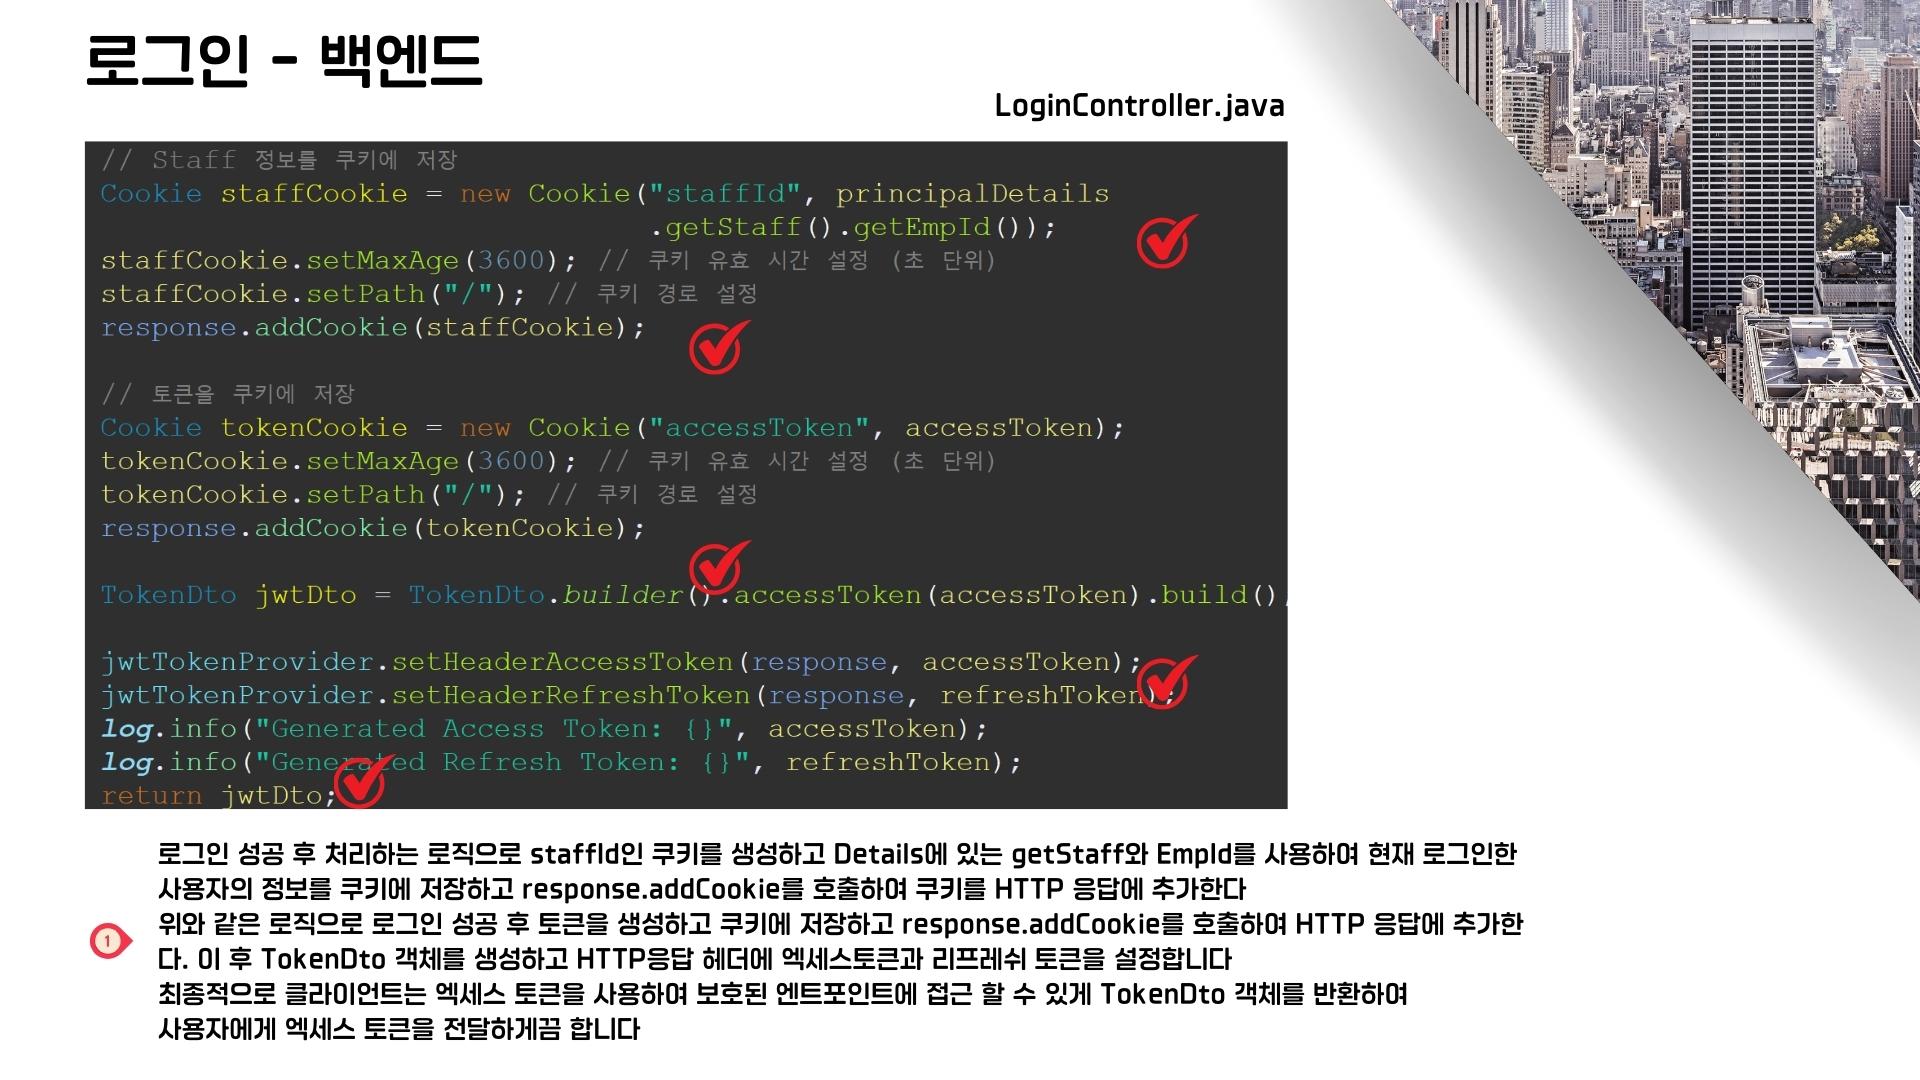 로그인 - 백엔드
LoginController.java
// Staff 정보를 쿠키에 저장
Cookie staffCookie = new Cookie("staffId", principalDetails
.getStaff().getEmpId());
staffCookie.setMaxAge(3600); // 쿠키 유효 시간 설정 (초 단위)
staffCookie.setPath("/"); // 쿠키 경로 설정
response.addCookie(staffCookie);
// 토큰을 쿠키에 저장
Cookie tokenCookie = new Cookie("accessToken", accessToken);
tokenCookie.setMaxAge(3600); // 쿠키 유효 시간 설정 (초 단위)
tokenCookie.setPath("/"); // 쿠키 경로 설정
response.addCookie(tokenCookie);
TokenDto jwtDto = TokenDto.builder().accessToken(accessToken).build();
jwtTokenProvider.setHeaderAccessToken(response, accessToken);
jwtTokenProvider.setHeaderRefreshToken(response, refreshToken);
log.info("Generated Access Token: {}", accessToken);
log.info("Generated Refresh Token: {}", refreshToken);
return jwtDto;
로그인 성공 후 처리하는 로직으로 staffId인 쿠키를 생성하고 Details에 있는 getStaff와 EmpId를 사용하여 현재 로그인한
사용자의 정보를 쿠키에 저장하고 response.addCookie를 호출하여 쿠키를 HTTP 응답에 추가한다
위와 같은 로직으로 로그인 성공 후 토큰을 생성하고 쿠키에 저장하고 response.addCookie를 호출하여 HTTP 응답에 추가한
1
다. 이 후 TokenDto 객체를 생성하고 HTTP응답 헤더에 엑세스토큰과 리프레쉬 토큰을 설정합니다
최종적으로 클라이언트는 엑세스 토큰을 사용하여 보호된 엔트포인트에 접근 할 수 있게 TokenDto 객체를 반환하여
사용자에게 엑세스 토큰을 전달하게끔 합니다